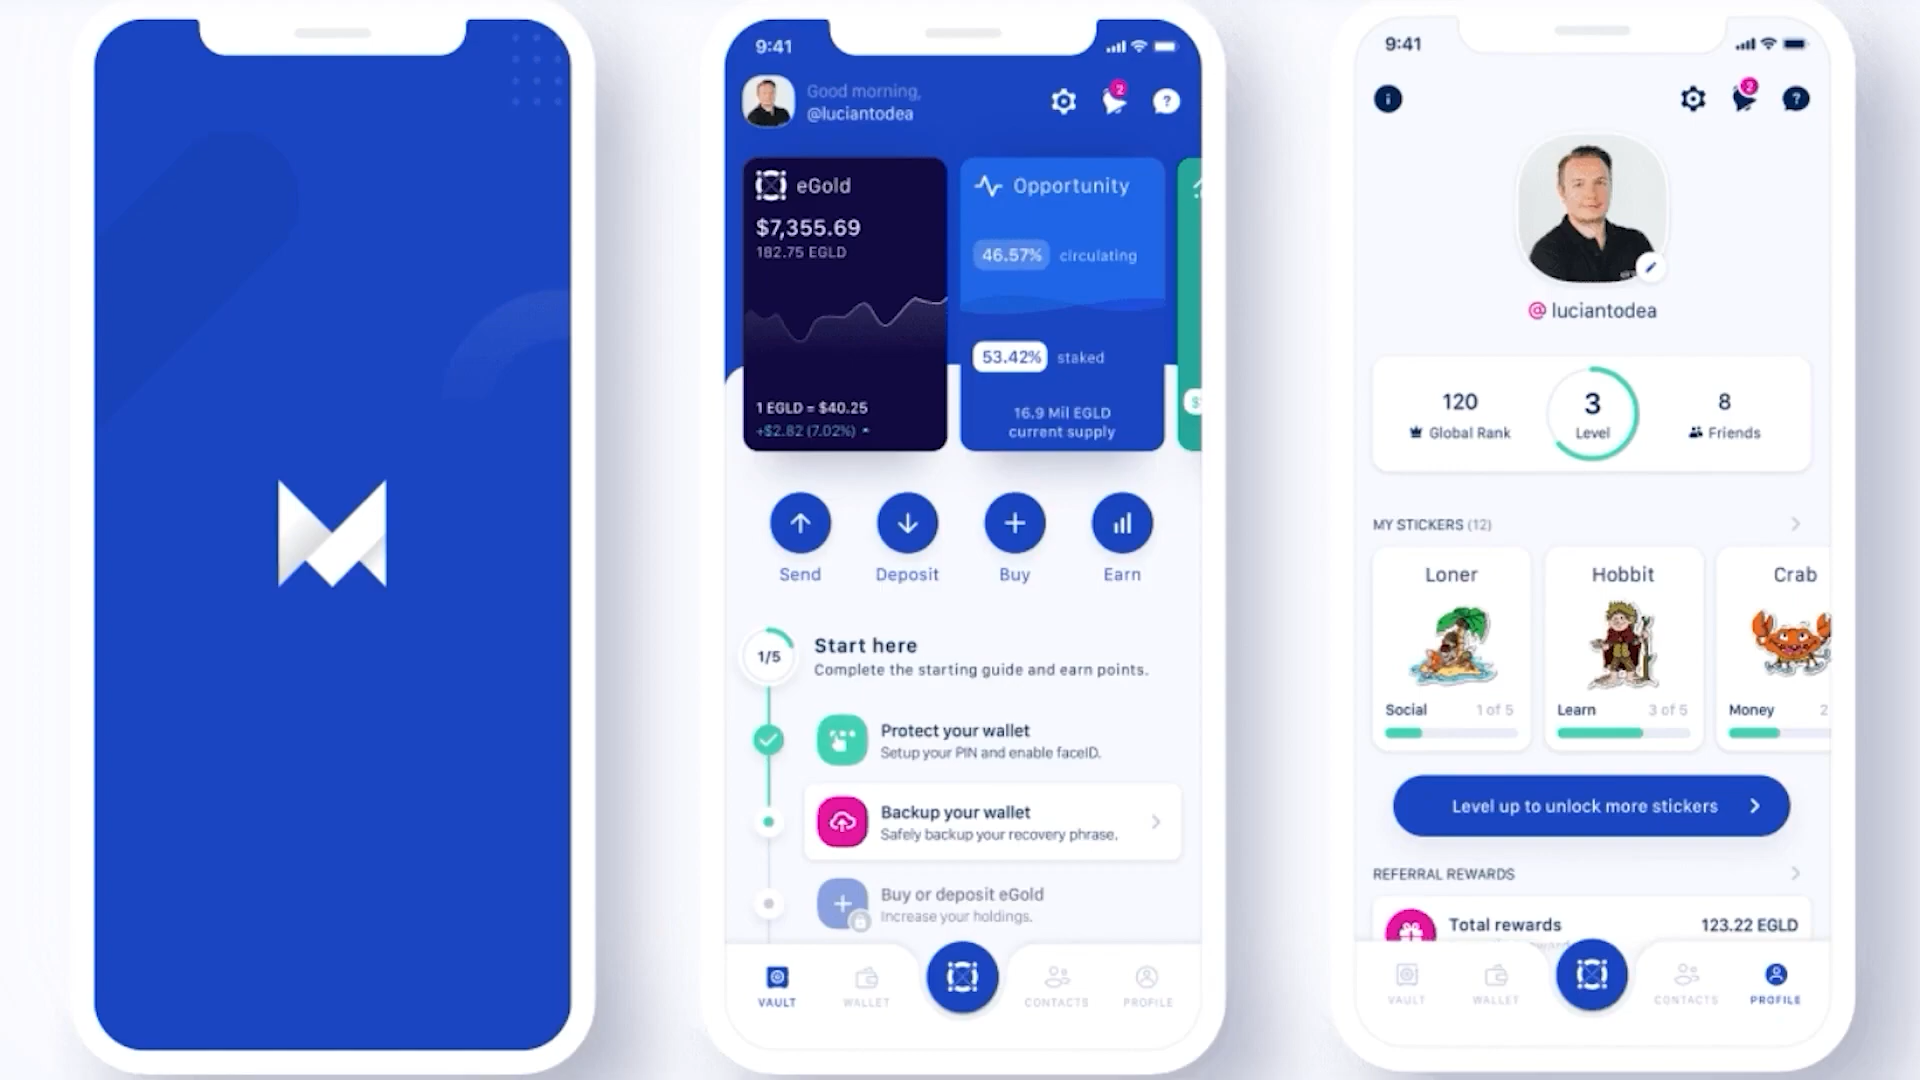 9:41
Good morning,
@luciantodea
2
?
eGold
$7,355.69
182.75 EGLD
1 EGLD = $40.25
+$2.82 (7.02%)
Opportunity
46.57% circulating
53.42% staked
16.9 Mil EGLD
current supply
$
Send
Deposit
Buy
Earn
1/5
Start here
Complete the starting guide and earn points.
Protect your wallet
Setup your PIN and enable faceID.
Backup your wallet
Safely backup your recovery phrase.
Buy or deposit eGold
Increase your holdings.
VAULT
WALLET
CONTACTS
PROFILE
9:41
i
2
?
@ luciantodea
120
Global Rank
3
Level
8
Friends
MY STICKERS (12)
Loner
Social 1 of 5
Hobbit
Learn 3 of 5
Crab
Money 2
Level up to unlock more stickers
REFERRAL REWARDS
Total rewards 123.22 EGLD
VAULT
WALLET
CONTACTS
PROFILE